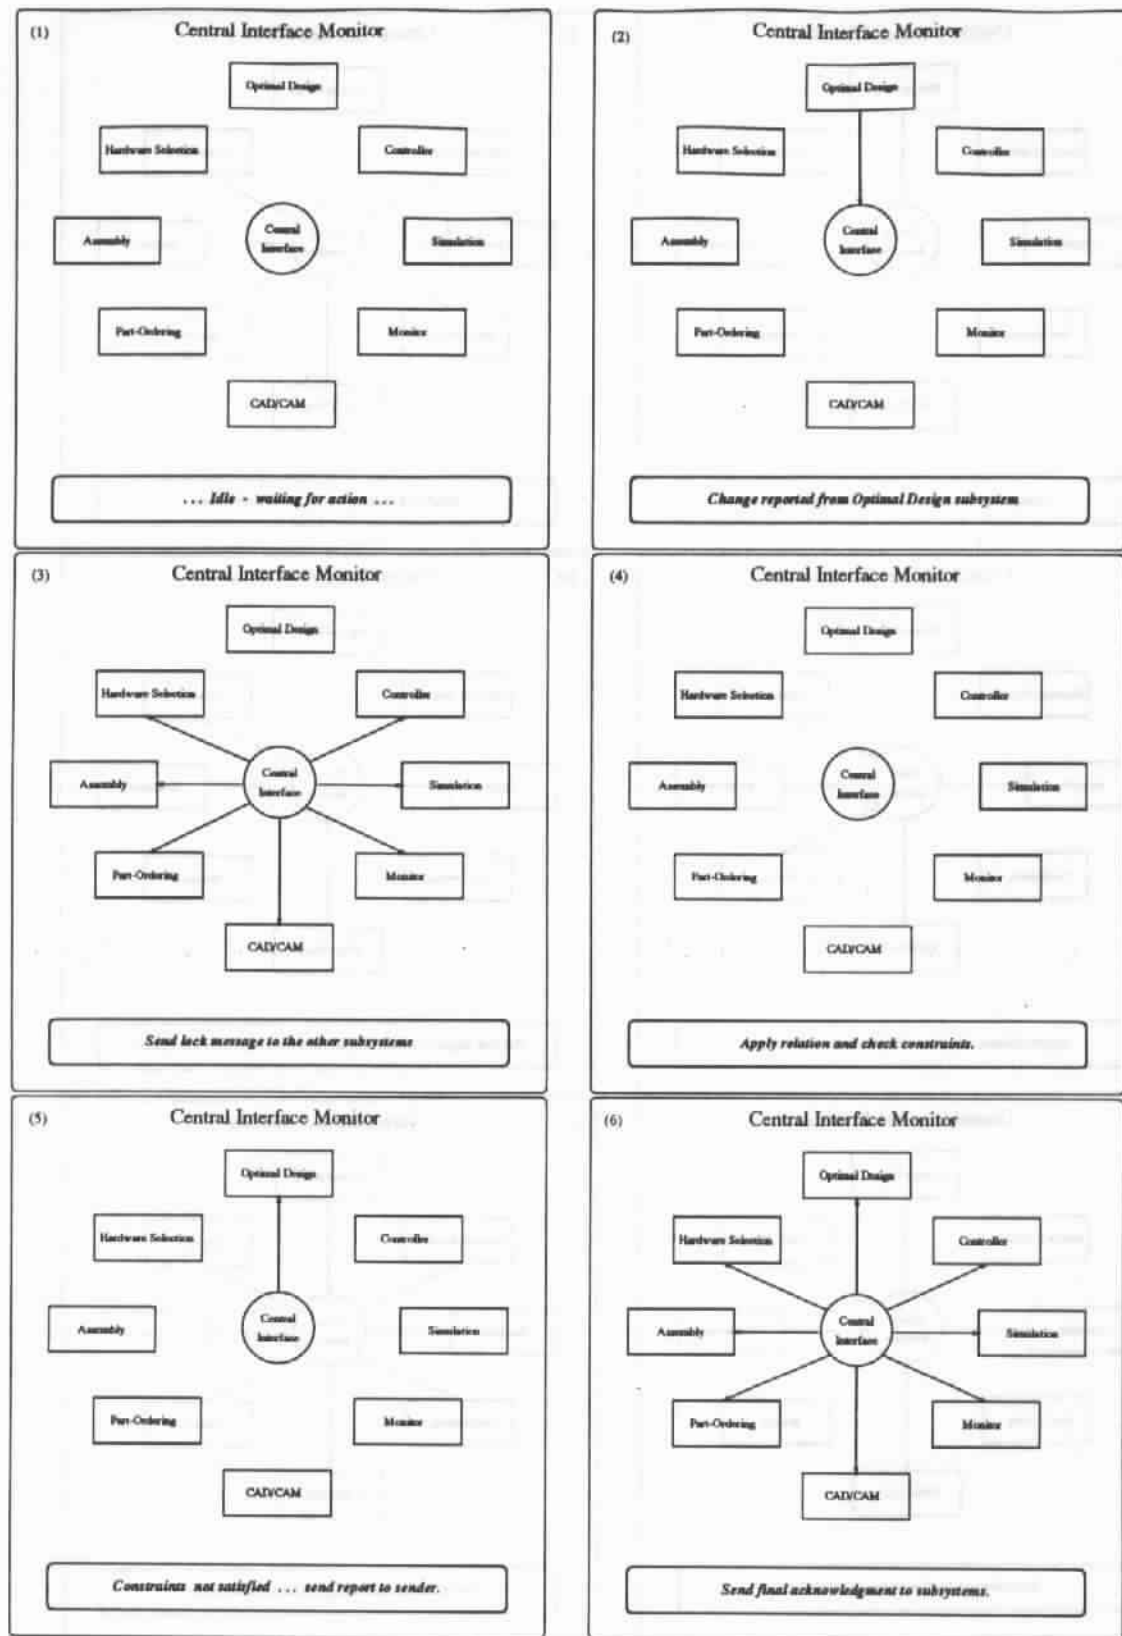 (1) Central Interface Monitor
Optimal Design
Hardware Selection
Controller
Assembly
Central
Interface
Simulation
Part-Ordering
Monitor
CAD/CAM
. . . Idle - waiting for action . . .
(2) Central Interface Monitor
Optimal Design
Hardware Selection
Controller
Assembly
Central
Interface
Simulation
Part-Ordering
Monitor
CAD/CAM
Change reported from Optimal Design subsystem
(3) Central Interface Monitor
Optimal Design
Hardware Selection
Controller
Assembly
Central
Interface
Simulation
Part-Ordering
Monitor
CAD/CAM
Send lock message to the other subsystems
(4) Central Interface Monitor
Optimal Design
Hardware Selection
Controller
Assembly
Central
Interface
Simulation
Part-Ordering
Monitor
CAD/CAM
Apply relation and check constraints.
(5) Central Interface Monitor
Optimal Design
Hardware Selection
Controller
Assembly
Central
Interface
Simulation
Part-Ordering
Monitor
CAD/CAM
Constraints not satisfied . . . send report to sender.
(6) Central Interface Monitor
Optimal Design
Hardware Selection
Controller
Assembly
Central
Interface
Simulation
Part-Ordering
Monitor
CAD/CAM
Send final acknowledgment to subsystems.